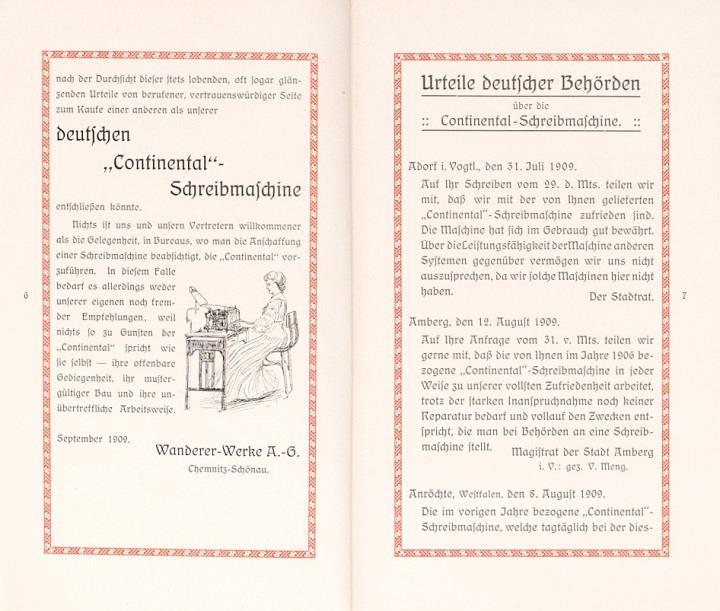 nach der Durchſicht dieſer ſtets lobenden, oft ſogar glän-
zenden Urteile von berufener, vertrauenswürdiger Seite
zum Kaufe einer anderen als unſerer
deutſchen
„Continental“-
Schreibmaſchine
entſchließen könnte.
Nichts iſt uns und unſern Vertretern willkommener
als die Gelegenheit, in Bureaus, wo man die Anſchaffung
einer Schreibmaſchine beabſichtigt, die „Continental“ vor-
zuführen. In dieſem Falle
bedarf es allerdings weder
unſerer eigenen noch frem-
der Empfehlungen, weil
nichts ſo zu Gunſten der
„Continental“ ſpricht wie
ſie ſelbſt — ihre offenbare
Gediegenheit, ihr muſter-
gültiger Bau und ihre un-
übertreffliche Arbeitsweiſe.
September 1909.
Wanderer-Werke A.-G.
Chemnitz-Schönau.
6
Urteile deutſcher Behörden
über die
:: Continental-Schreibmaſchine. ::
Adorf i. Vogtl., den 31. Juli 1909.
Auf Ihr Schreiben vom 29. d. Mts. teilen wir
mit, daß wir mit der von Ihnen gelieferten
„Continental“-Schreibmaſchine zufrieden ſind.
Die Maſchine hat ſich im Gebrauch gut bewährt.
Über die Leiſtungsfähigkeit der Maſchine anderen
Syſtemen gegenüber vermögen wir uns nicht
auszuſprechen, da wir ſolche Maſchinen hier nicht
haben.
Der Stadtrat.
Amberg, den 12. Auguſt 1909.
Auf Ihre Anfrage vom 31. v. Mts. teilen wir
gerne mit, daß die von Ihnen im Jahre 1906 be-
zogene „Continental“-Schreibmaſchine in jeder
Weiſe zu unſerer vollſten Zufriedenheit arbeitet,
trotz der ſtarken Inanſpruchnahme noch keiner
Reparatur bedarf und vollauf den Zwecken ent-
ſpricht, die man bei Behörden an eine Schreib-
maſchine ſtellt.
Magiſtrat der Stadt Amberg
i. V.: gez. V. Meng.
Anröchte, Weſtfalen, den 8. Auguſt 1909.
Die im vorigen Jahre bezogene „Continental“-
Schreibmaſchine, welche tagtäglich bei der dies-
7